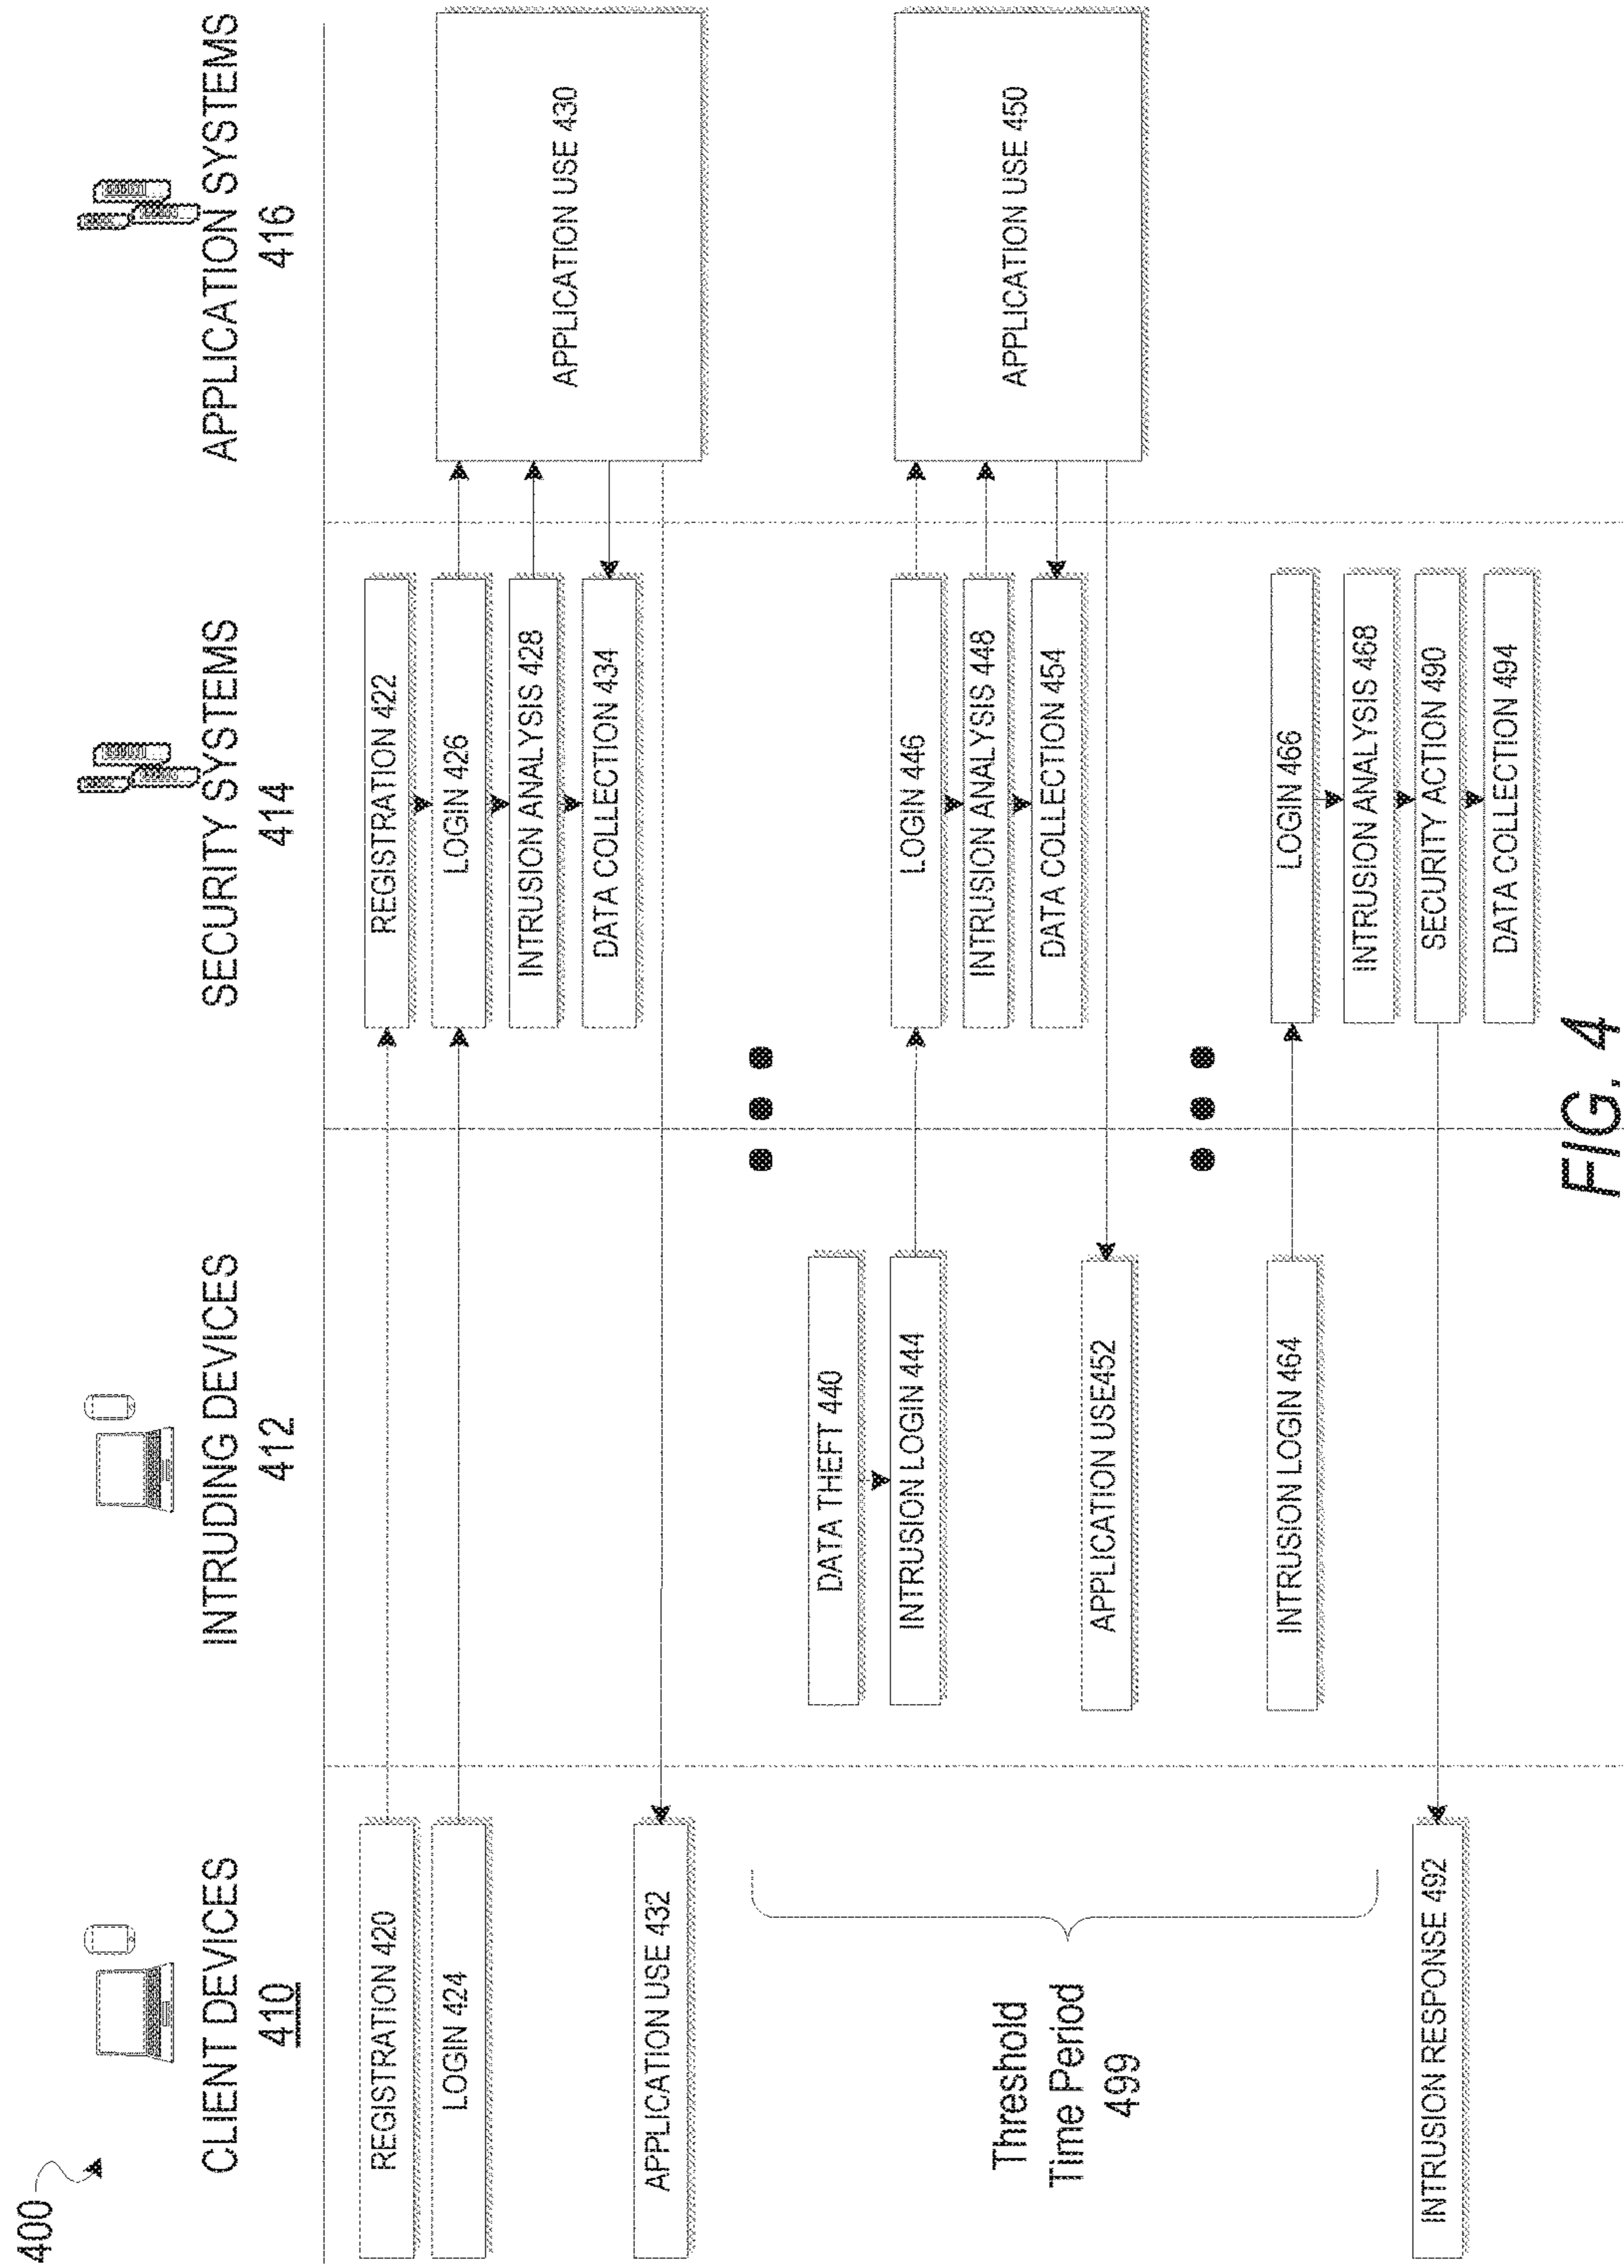 400
CLIENT DEVICES
410
INTRUDING DEVICES
412
SECURITY SYSTEMS
414
APPLICATION SYSTEMS
416
REGISTRATION 420
REGISTRATION 422
LOGIN 424
LOGIN 426
INTRUSION ANALYSIS 428
APPLICATION USE 430
DATA COLLECTION 434
APPLICATION USE 432
DATA THEFT 440
INTRUSION LOGIN 444
LOGIN 446
INTRUSION ANALYSIS 448
APPLICATION USE 450
DATA COLLECTION 454
APPLICATION USE452
Threshold
Time Period
499
INTRUSION LOGIN 464
LOGIN 466
INTRUSION ANALYSIS 468
SECURITY ACTION 490
INTRUSION RESPONSE 492
DATA COLLECTION 494
FIG. 4